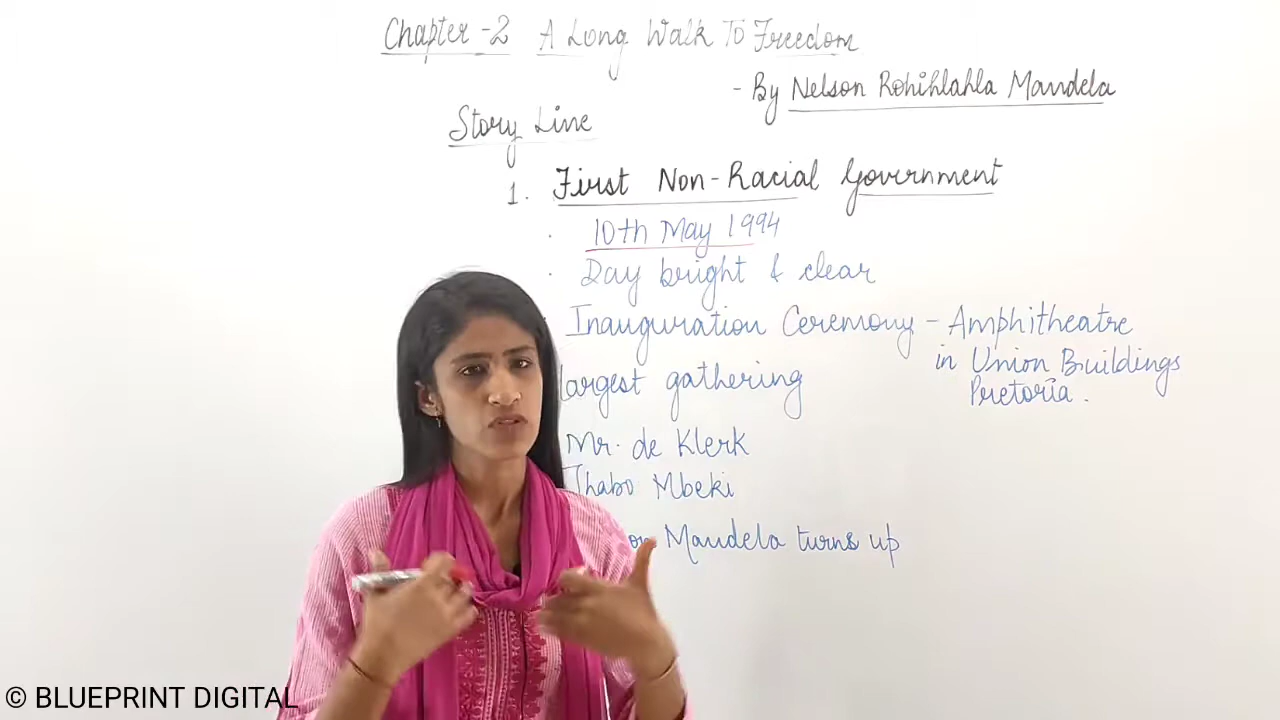 Chapter -2 A Long Walk To Freedom
- By Nelson Rohihlahla Mandela
Story Line
1. First Non-Racial Government
· 10th May 1994
· Day bright & clear
· Inauguration Ceremony - Amphitheatre
in Union Buildings
Pretoria.
largest gathering
Mr. de Klerk
Thabo Mbeki
Mandela turns up
© BLUEPRINT DIGITAL